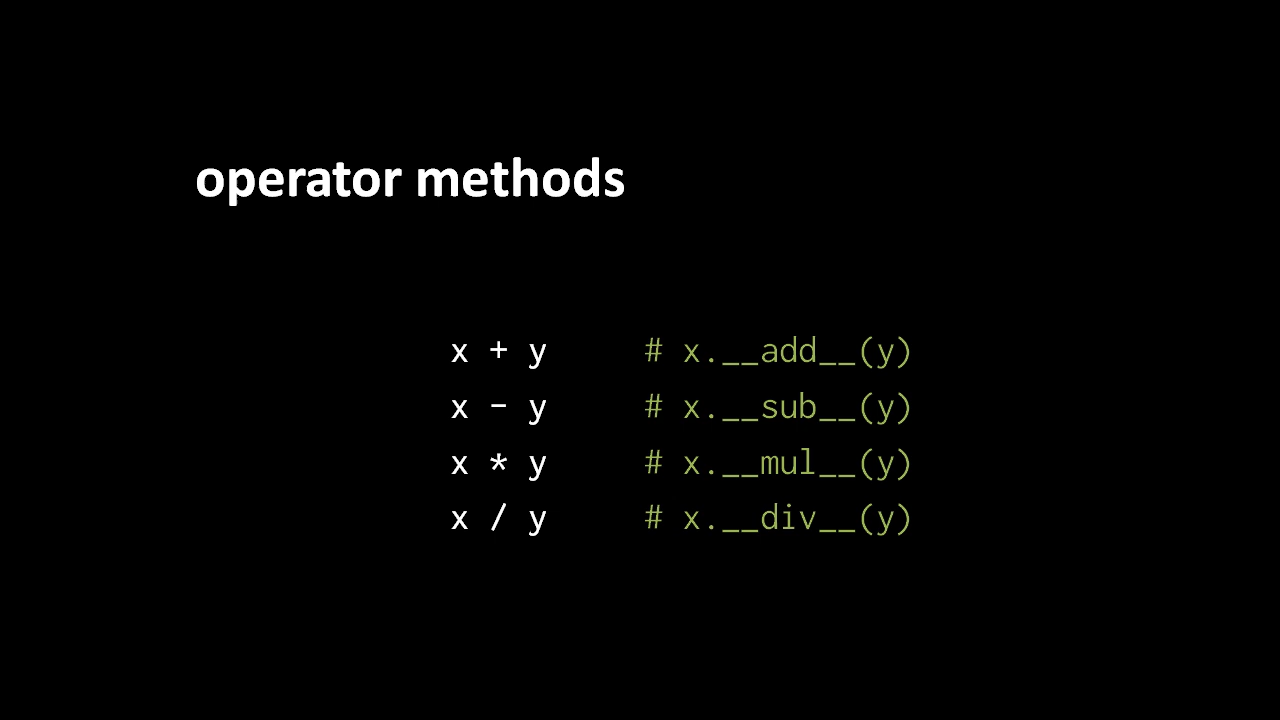 operator methods
x + y # x.__add__(y)
x - y # x.__sub__(y)
x * y # x.__mul__(y)
x / y # x.__div__(y)